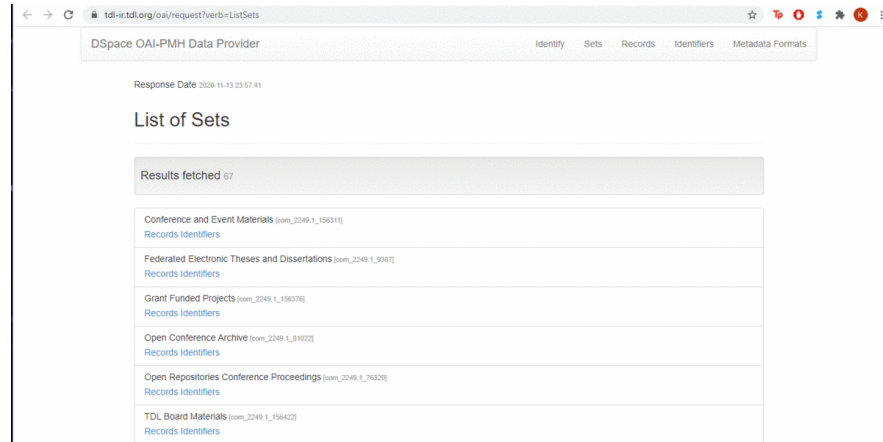 tdl-ir.tdl.org/oai/request?verb=ListSets
DSpace OAI-PMH Data Provider
Identify Sets Records Identifiers Metadata Formats
Response Date 2020-11-13 23:57:41
List of Sets
Results fetched 67
Conference and Event Materials [com_2249.1_156311]
Records Identifiers
Federated Electronic Theses and Dissertations [com_2249.1_9387]
Records Identifiers
Grant Funded Projects [com_2249.1_156376]
Records Identifiers
Open Conference Archive [com_2249.1_81022]
Records Identifiers
Open Repositories Conference Proceedings [com_2249.1_76320]
Records Identifiers
TDL Board Materials [com_2249.1_156422]
Records Identifiers